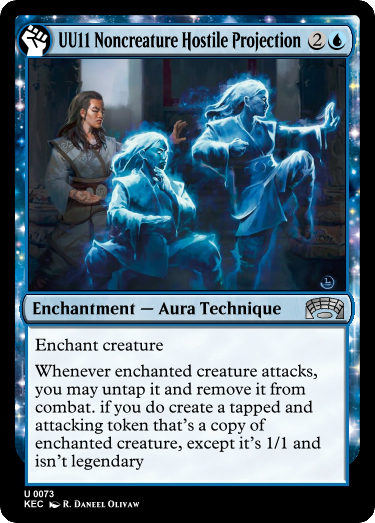 UU11 Noncreature Hostile Projection 2
Enchantment — Aura Technique
Enchant creature
Whenever enchanted creature attacks,
you may untap it and remove it from
combat. if you do create a tapped and
attacking token that's a copy of
enchanted creature, except it's 1/1 and
isn't legendary
U 0073
KEC R. Daneel Olivaw